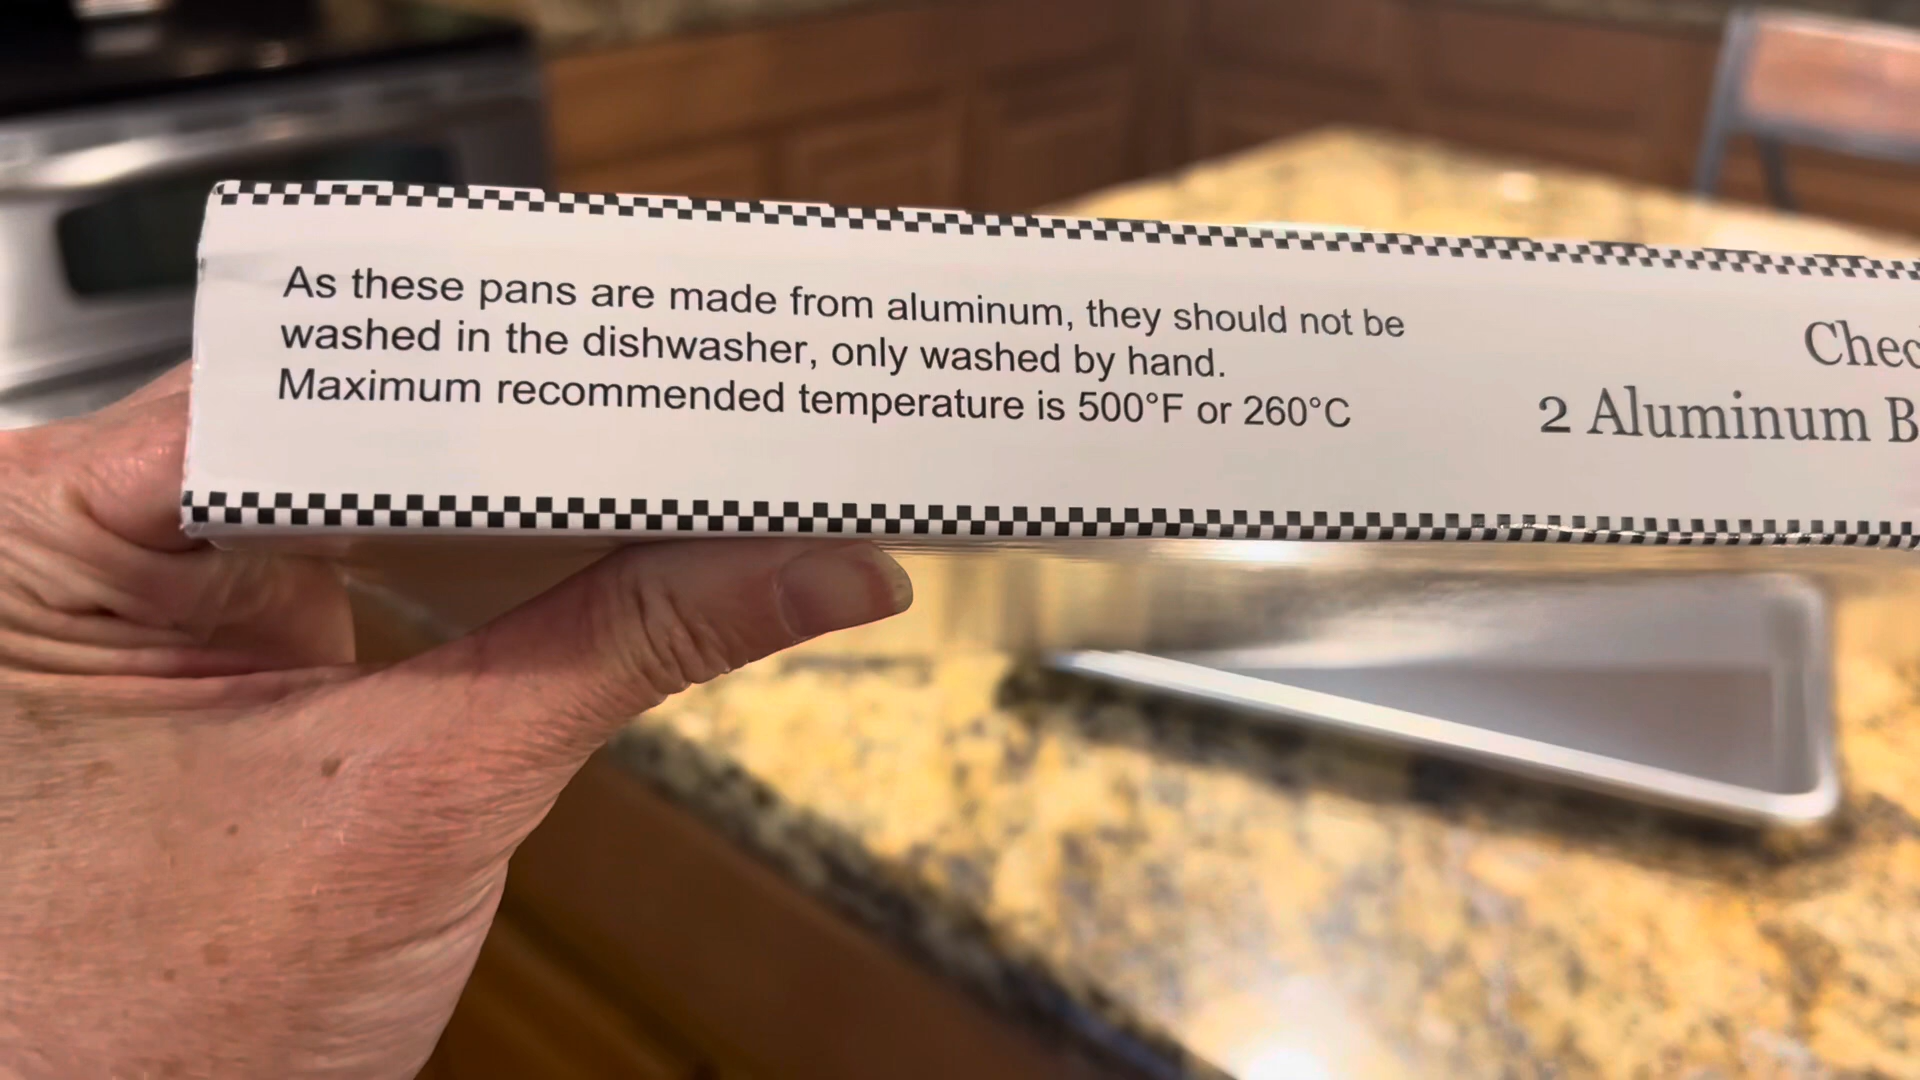 As these pans are made from aluminum, they should not be
washed in the dishwasher, only washed by hand.
Maximum recommended temperature is 500°F or 260°C
2 Aluminum